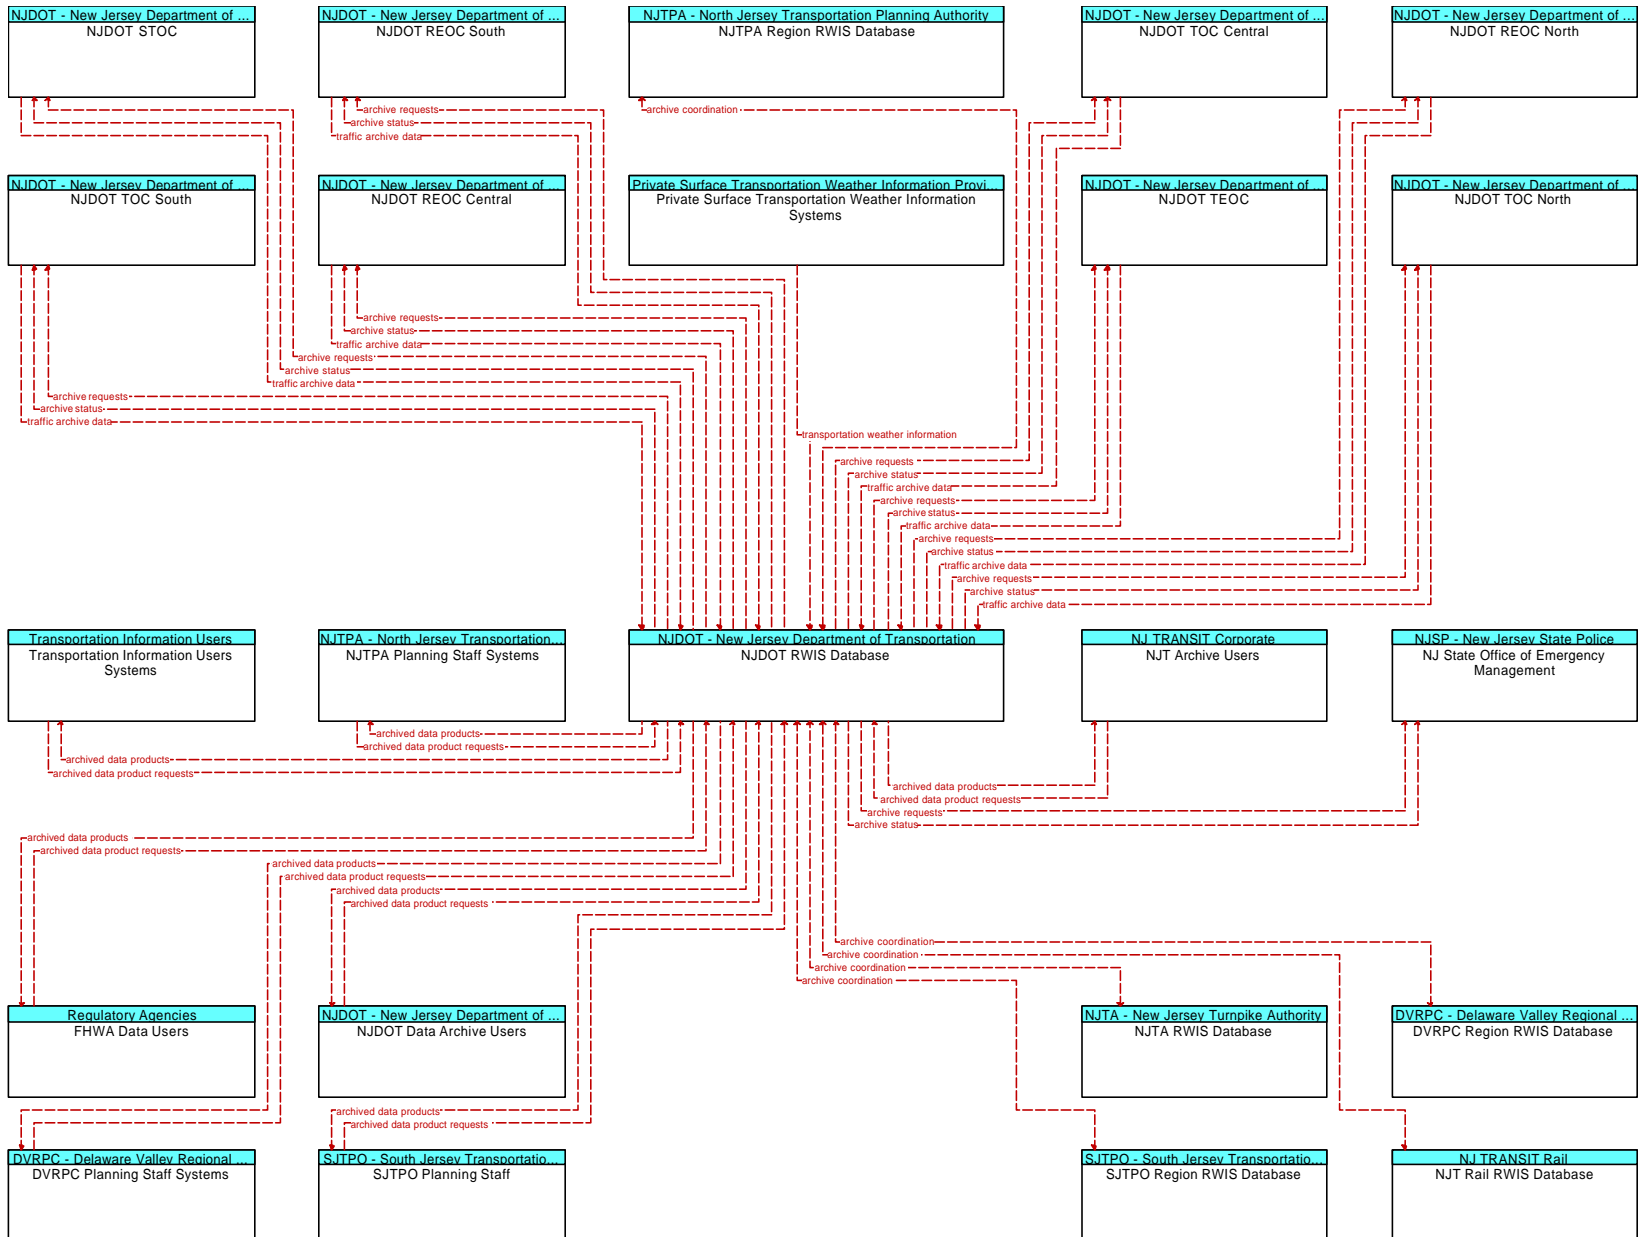 NJDOT - New Jersey Department of ...
NJDOT STOC
NJDOT - New Jersey Department of ...
NJDOT REOC South
NJTPA - North Jersey Transportation Planning Authority
NJTPA Region RWIS Database
NJDOT - New Jersey Department of ...
NJDOT TOC Central
NJDOT - New Jersey Department of ...
NJDOT REOC North
archive requests
archive status
traffic archive data
archive coordination
NJDOT - New Jersey Department of ...
NJDOT TOC South
NJDOT - New Jersey Department of ...
NJDOT REOC Central
Private Surface Transportation Weather Information Provi...
Private Surface Transportation Weather Information
Systems
NJDOT - New Jersey Department of ...
NJDOT TEOC
NJDOT - New Jersey Department of ...
NJDOT TOC North
archive requests
archive status
traffic archive data
archive requests
archive status
traffic archive data
archive requests
archive status
traffic archive data
transportation weather information
archive requests
archive status
traffic archive data
archive requests
archive status
traffic archive data
archive requests
archive status
traffic archive data
archive requests
archive status
traffic archive data
Transportation Information Users
Transportation Information Users
Systems
NJTPA - North Jersey Transportation...
NJTPA Planning Staff Systems
NJDOT - New Jersey Department of Transportation
NJDOT RWIS Database
NJ TRANSIT Corporate
NJT Archive Users
NJSP - New Jersey State Police
NJ State Office of Emergency
Management
archived data products
archived data product requests
archived data products
archived data product requests
archived data products
archived data product requests
archive requests
archive status
archived data products
archived data product requests
archived data products
archived data product requests
archived data products
archived data product requests
archive coordination
archive coordination
archive coordination
archive coordination
Regulatory Agencies
FHWA Data Users
NJDOT - New Jersey Department of ...
NJDOT Data Archive Users
NJTA - New Jersey Turnpike Authority
NJTA RWIS Database
DVRPC - Delaware Valley Regional ...
DVRPC Region RWIS Database
archived data products
archived data product requests
DVRPC - Delaware Valley Regional ...
DVRPC Planning Staff Systems
SJTPO - South Jersey Transportatio...
SJTPO Planning Staff
SJTPO - South Jersey Transportatio...
SJTPO Region RWIS Database
NJ TRANSIT Rail
NJT Rail RWIS Database